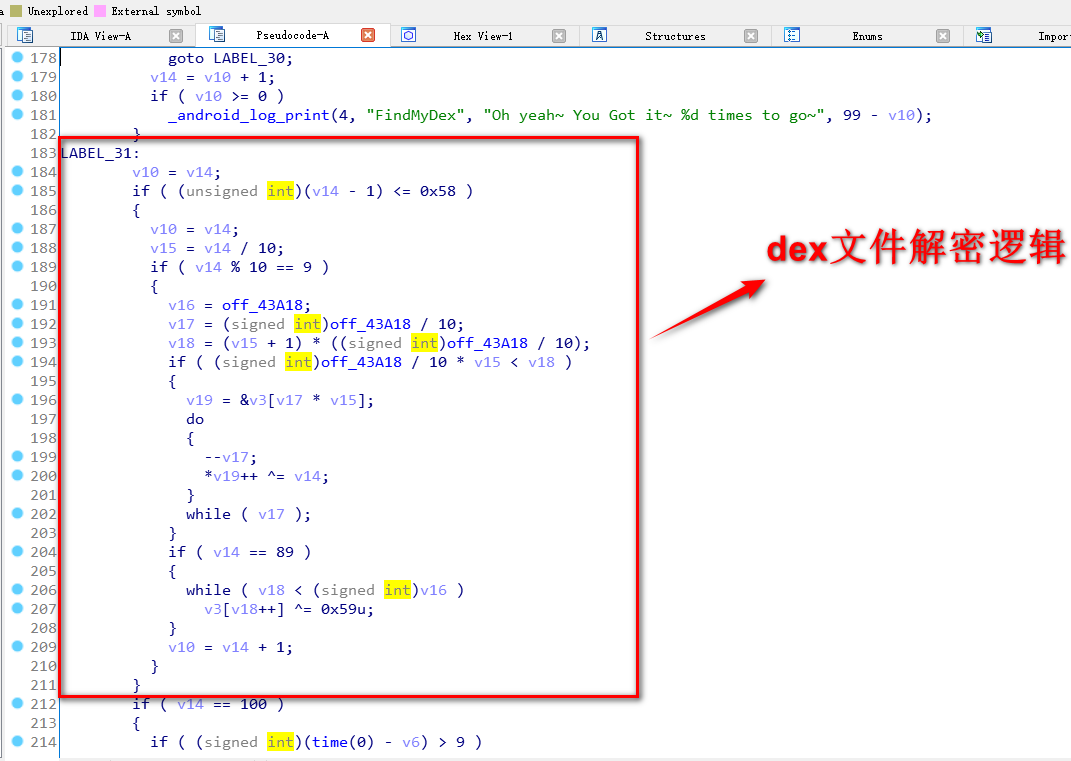 Unexplored External symbol
IDA View-A Pseudocode-A Hex View-1 Structures Enums
178 goto LABEL_30;
179 v14 = v10 + 1;
180 if ( v10 >= 0 )
181 _android_log_print(4, "FindMyDex", "Oh yeah~ You Got it~ %d times to go~", 99 - v10);
182 }
183 LABEL_31:
184 v10 = v14;
185 if ( (unsigned int)(v14 - 1) <= 0x58 )
186 {
187 v10 = v14;
188 v15 = v14 / 10;
189 if ( v14 % 10 == 9 )
190 {
191 v16 = off_43A18;
192 v17 = (signed int)off_43A18 / 10;
193 v18 = (v15 + 1) * ((signed int)off_43A18 / 10);
194 if ( (signed int)off_43A18 / 10 * v15 < v18 )
195 {
196 v19 = &v3[v17 * v15];
197 do
198 {
199 --v17;
200 *v19++ ^= v14;
201 }
202 while ( v17 );
203 }
204 if ( v14 == 89 )
205 {
206 while ( v18 < (signed int)v16 )
207 v3[v18++] ^= 0x59u;
208 }
209 v10 = v14 + 1;
210 }
211 }
212 if ( v14 == 100 )
213 {
214 if ( (signed int)(time(0) - v6) > 9 )
dex文件解密逻辑